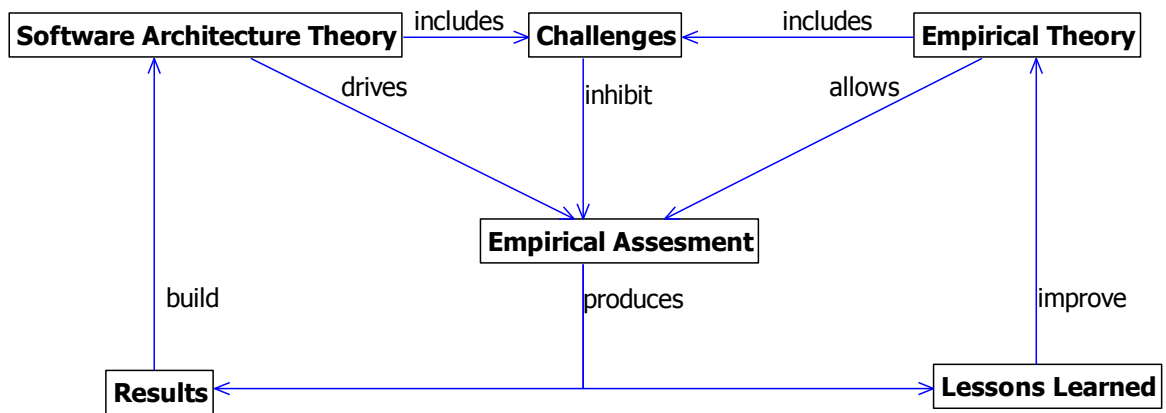 includes
includes
Software Architecture Theory
Challenges
Empirical Theory
drives
inhibit
allows
Empirical Assesment
build
produces
improve
Results
Lessons Learned